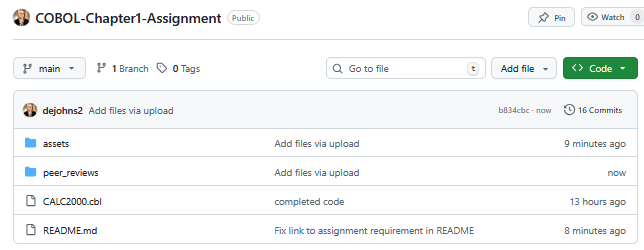 COBOL-Chapter1-Assignment Public Pin Watch 0
main 1 Branch 0 Tags Go to file t Add file Code
dejohns2 Add files via upload b834cbc · now 16 Commits
assets Add files via upload 9 minutes ago
peer_reviews Add files via upload now
CALC2000.cbl completed code 13 hours ago
README.md Fix link to assignment requirement in README 8 minutes ago